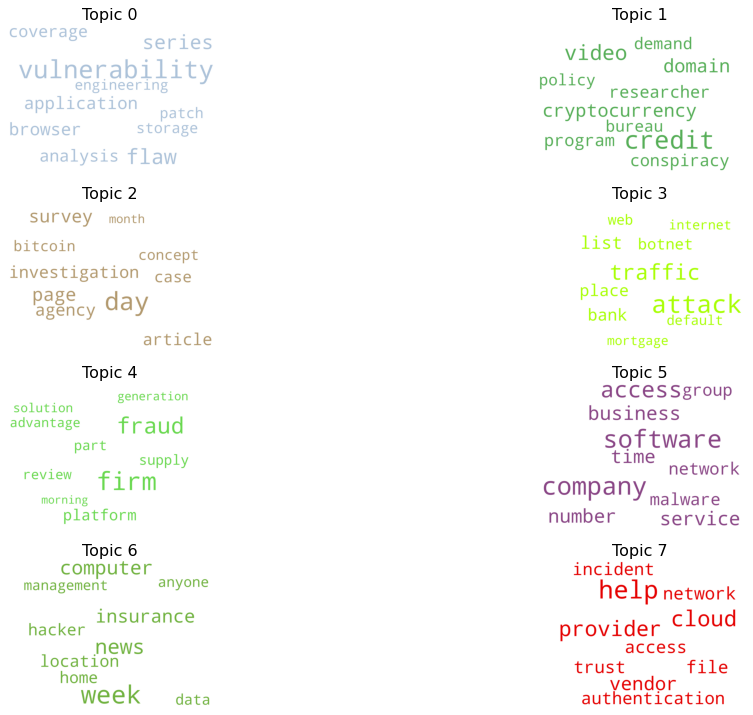 Topic 0
coverage
series
vulnerability
engineering
application
patch
browser
storage
analysis
flaw
Topic 1
demand
video
domain
policy
researcher
cryptocurrency
bureau
program
credit
conspiracy
Topic 2
survey
month
bitcoin
concept
investigation
case
page
day
agency
article
Topic 3
web
internet
list
botnet
traffic
place
attack
bank
default
mortgage
Topic 4
generation
solution
advantage
fraud
part
supply
review
firm
morning
platform
Topic 5
access
group
business
software
time
network
company
malware
number
service
Topic 6
computer
management
anyone
insurance
hacker
news
location
home
week
data
Topic 7
incident
help
network
cloud
provider
access
trust
file
vendor
authentication